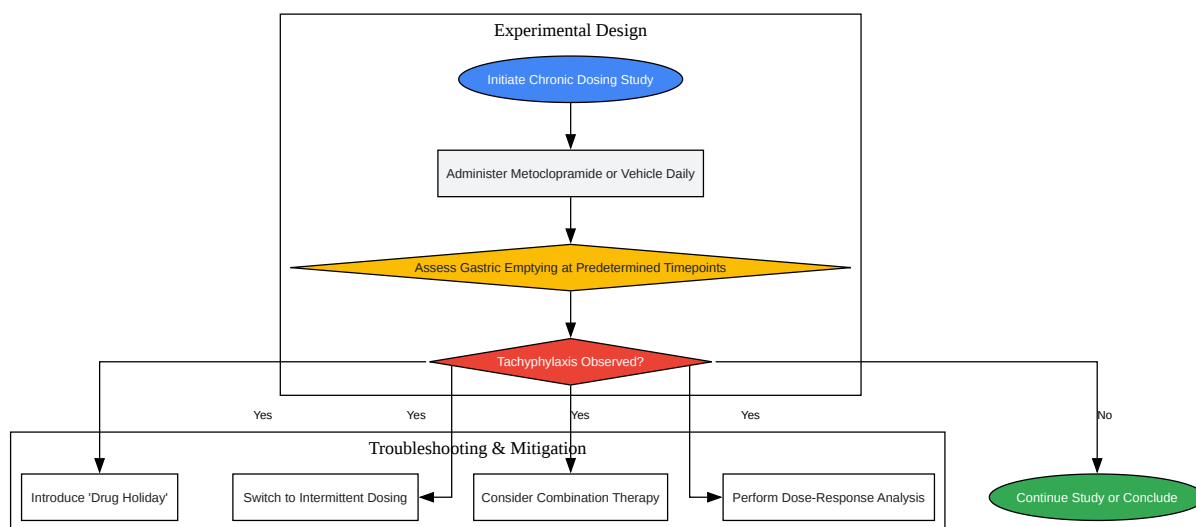 Experimental Design
Initiate Chronic Dosing Study
Administer Metoclopramide or Vehicle Daily
Assess Gastric Emptying at Predetermined Timepoints
Tachyphylaxis Observed?
Yes
Yes
Yes
Yes
No
Troubleshooting & Mitigation
Introduce 'Drug Holiday'
Switch to Intermittent Dosing
Consider Combination Therapy
Perform Dose-Response Analysis
Continue Study or Conclude